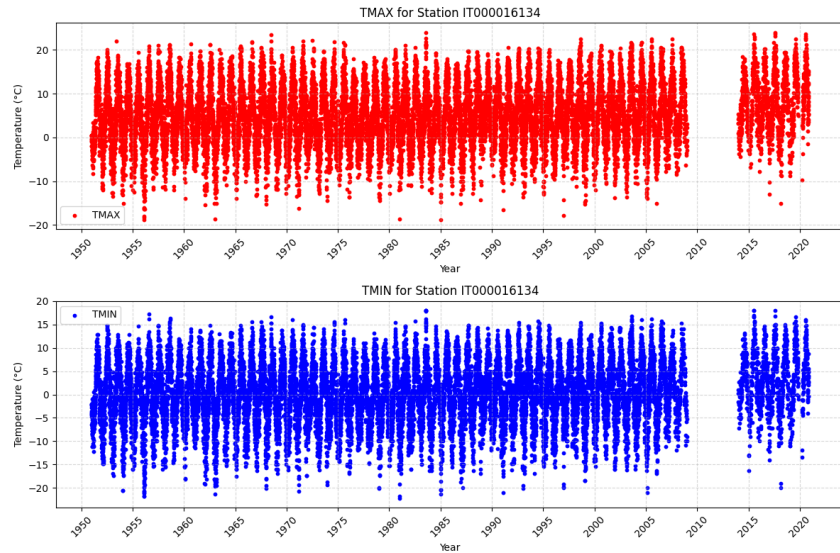 TMAX for Station IT000016134
Temperature (°C)
20
10
0
−10
−20
TMAX
1950 1955 1960 1965 1970 1975 1980 1985 1990 1995 2000 2005 2010 2015 2020
Year
TMIN for Station IT000016134
Temperature (°C)
20
15
10
5
0
−5
−10
−15
−20
TMIN
1950 1955 1960 1965 1970 1975 1980 1985 1990 1995 2000 2005 2010 2015 2020
Year